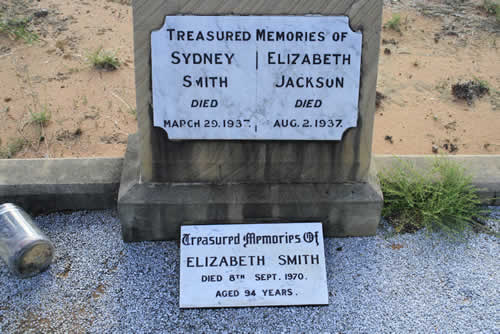 TREASURED MEMORIES OF
SYDNEY
SMITH
DIED
MARCH 29. 1937.
ELIZABETH
JACKSON
DIED
AUG. 2. 1937.
Treasured Memories Of
ELIZABETH SMITH
DIED 8TH SEPT. 1970.
AGED 94 YEARS.